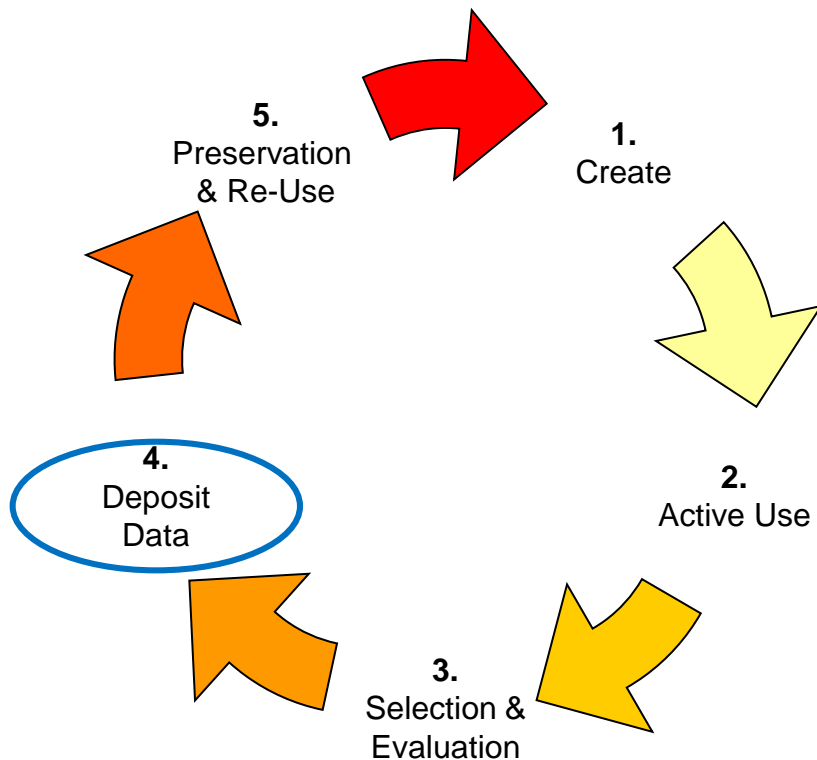 1.
Create
2.
Active Use
3.
Selection &
Evaluation
4.
Deposit
Data
5.
Preservation
& Re-Use